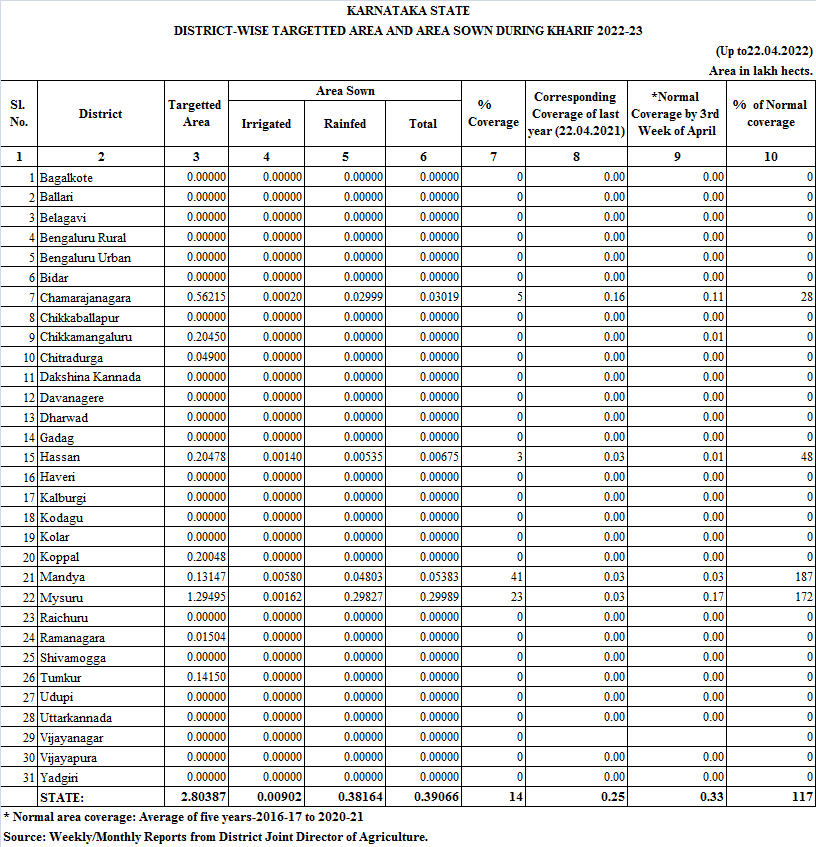 KARNATAKA STATE
DISTRICT-WISE TARGETTED AREA AND AREA SOWN DURING KHARIF 2022-23
(Up to22.04.2022)
Area in lakh hects.
Sl. No. District Targetted Area Area Sown Irrigated Rainfed Total % Coverage Corresponding Coverage of last year (22.04.2021) *Normal Coverage by 3rd Week of April % of Normal coverage
1 2 3 4 5 6 7 8 9 10
1 Bagalkote 0.00000 0.00000 0.00000 0.00000 0 0.00 0.00 0
2 Ballari 0.00000 0.00000 0.00000 0.00000 0 0.00 0.00 0
3 Belagavi 0.00000 0.00000 0.00000 0.00000 0 0.00 0.00 0
4 Bengaluru Rural 0.00000 0.00000 0.00000 0.00000 0 0.00 0.00 0
5 Bengaluru Urban 0.00000 0.00000 0.00000 0.00000 0 0.00 0.00 0
6 Bidar 0.00000 0.00000 0.00000 0.00000 0 0.00 0.00 0
7 Chamarajanagara 0.56215 0.00020 0.02999 0.03019 5 0.16 0.11 28
8 Chikkaballapur 0.00000 0.00000 0.00000 0.00000 0 0.00 0.00 0
9 Chikkamangaluru 0.20450 0.00000 0.00000 0.00000 0 0.00 0.01 0
10 Chitradurga 0.04900 0.00000 0.00000 0.00000 0 0.00 0.00 0
11 Dakshina Kannada 0.00000 0.00000 0.00000 0.00000 0 0.00 0.00 0
12 Davanagere 0.00000 0.00000 0.00000 0.00000 0 0.00 0.00 0
13 Dharwad 0.00000 0.00000 0.00000 0.00000 0 0.00 0.00 0
14 Gadag 0.00000 0.00000 0.00000 0.00000 0 0.00 0.00 0
15 Hassan 0.20478 0.00140 0.00535 0.00675 3 0.03 0.01 48
16 Haveri 0.00000 0.00000 0.00000 0.00000 0 0.00 0.00 0
17 Kalburgi 0.00000 0.00000 0.00000 0.00000 0 0.00 0.00 0
18 Kodagu 0.00000 0.00000 0.00000 0.00000 0 0.00 0.00 0
19 Kolar 0.00000 0.00000 0.00000 0.00000 0 0.00 0.00 0
20 Koppal 0.20048 0.00000 0.00000 0.00000 0 0.00 0.00 0
21 Mandya 0.13147 0.00580 0.04803 0.05383 41 0.03 0.03 187
22 Mysuru 1.29495 0.00162 0.29827 0.29989 23 0.03 0.17 172
23 Raichuru 0.00000 0.00000 0.00000 0.00000 0 0.00 0.00 0
24 Ramanagara 0.01504 0.00000 0.00000 0.00000 0 0.00 0.00 0
25 Shivamogga 0.00000 0.00000 0.00000 0.00000 0 0.00 0.00 0
26 Tumkur 0.14150 0.00000 0.00000 0.00000 0 0.00 0.00 0
27 Udupi 0.00000 0.00000 0.00000 0.00000 0 0.00 0.00 0
28 Uttarkannada 0.00000 0.00000 0.00000 0.00000 0 0.00 0.00 0
29 Vijayanagar 0.00000 0.00000 0.00000 0.00000 0 0
30 Vijayapura 0.00000 0.00000 0.00000 0.00000 0 0.00 0.00 0
31 Yadgiri 0.00000 0.00000 0.00000 0.00000 0 0.00 0.00 0
STATE: 2.80387 0.00902 0.38164 0.39066 14 0.25 0.33 117
* Normal area coverage: Average of five years-2016-17 to 2020-21
Source: Weekly/Monthly Reports from District Joint Director of Agriculture.